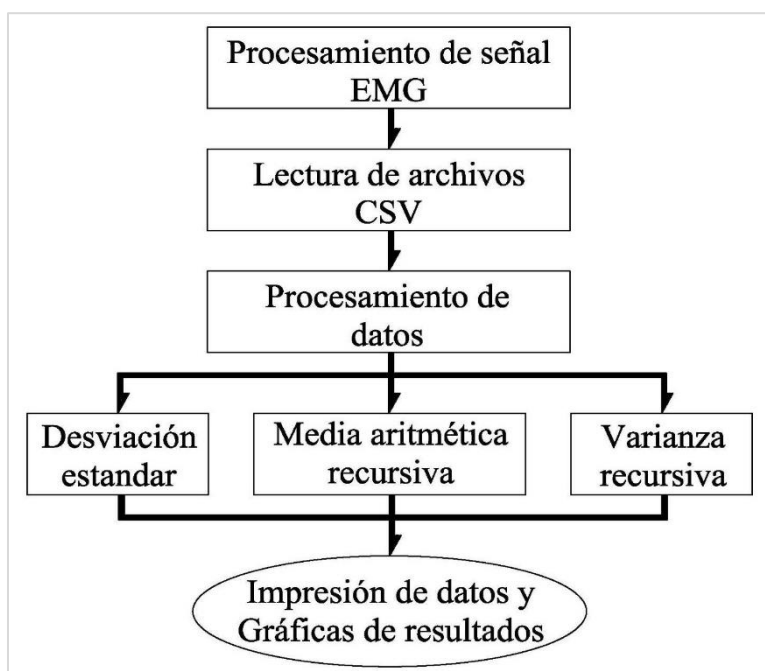 Procesamiento de señal
EMG
Lectura de archivos
CSV
Procesamiento de
datos
Desviación
estandar
Media aritmética
recursiva
Varianza
recursiva
Impresión de datos y
Gráficas de resultados